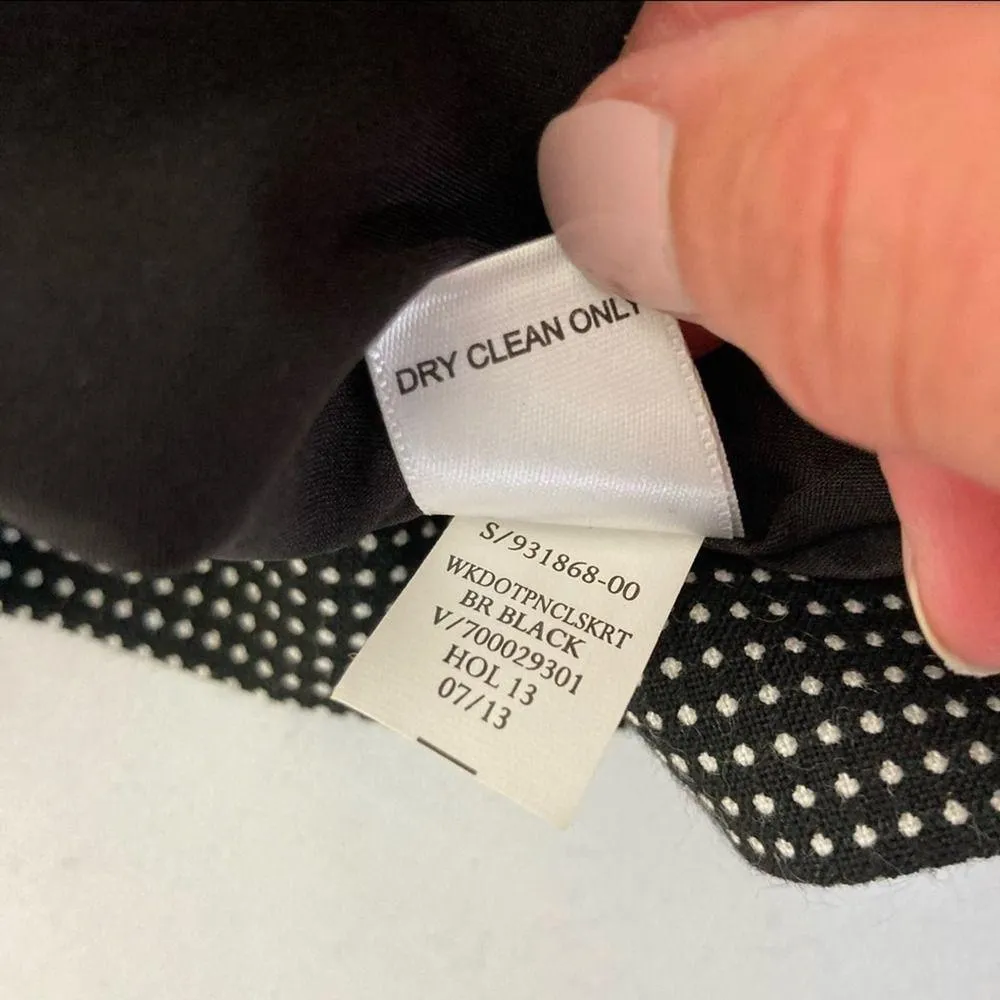 DRY CLEAN ONLY
S/931868-00
WKDOTPNCLSKRT
BR BLACK
V/700029301
HOL 13
07/13